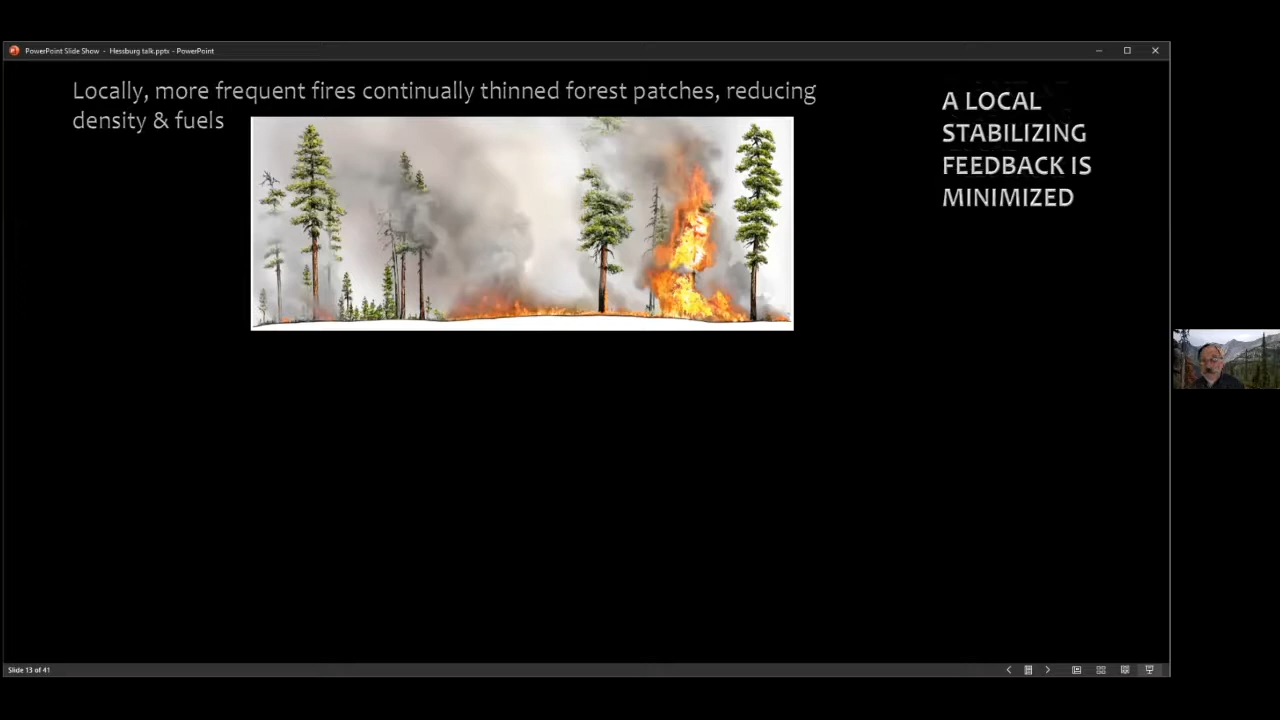 PowerPoint Slide Show - Hessburg talk.pptx - PowerPoint
Locally, more frequent fires continually thinned forest patches, reducing
density & fuels
A LOCAL
STABILIZING
FEEDBACK IS
MINIMIZED
Slide 13 of 41